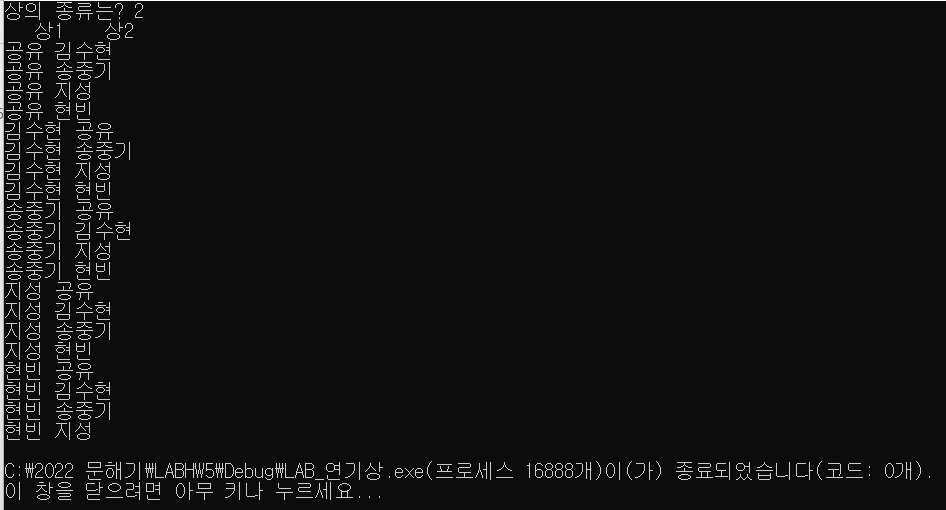 상의 종류는? 2
상1 상2
공유 김수현
공유 송중기
공유 지성
공유 현빈
김수현 공유
김수현 송중기
김수현 지성
김수현 현빈
송중기 공유
송중기 김수현
송중기 지성
송중기 현빈
지성 공유
지성 김수현
지성 송중기
지성 현빈
현빈 공유
현빈 김수현
현빈 송중기
현빈 지성
C:₩2022 문해기₩LABHW5₩Debug₩LAB_연기상.exe(프로세스 16888개)이(가) 종료되었습니다(코드: 0개).
이 창을 닫으려면 아무 키나 누르세요...